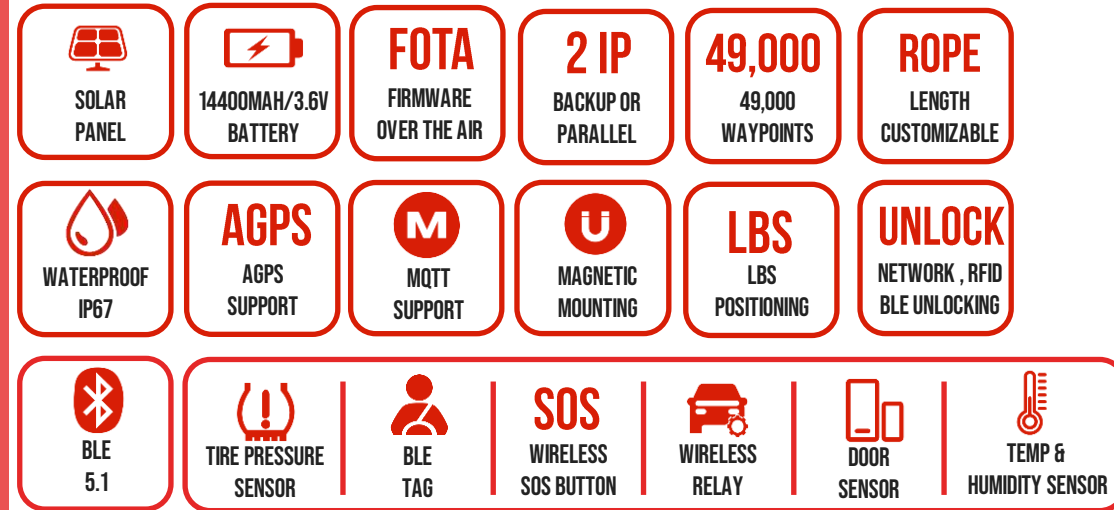 SOLAR
PANEL
14400MAH/3.6V
BATTERY
FOTA
FIRMWARE
OVER THE AIR
2 IP
BACKUP OR
PARALLEL
49,000
49,000
WAYPOINTS
ROPE
LENGTH
CUSTOMIZABLE
WATERPROOF
IP67
AGPS
AGPS
SUPPORT
M
MQTT
SUPPORT
MAGNETIC
MOUNTING
LBS
LBS
POSITIONING
UNLOCK
NETWORK , RFID
BLE UNLOCKING
BLE
5.1
TIRE PRESSURE
SENSOR
BLE
TAG
SOS
WIRELESS
SOS BUTTON
WIRELESS
RELAY
DOOR
SENSOR
TEMP &
HUMIDITY SENSOR